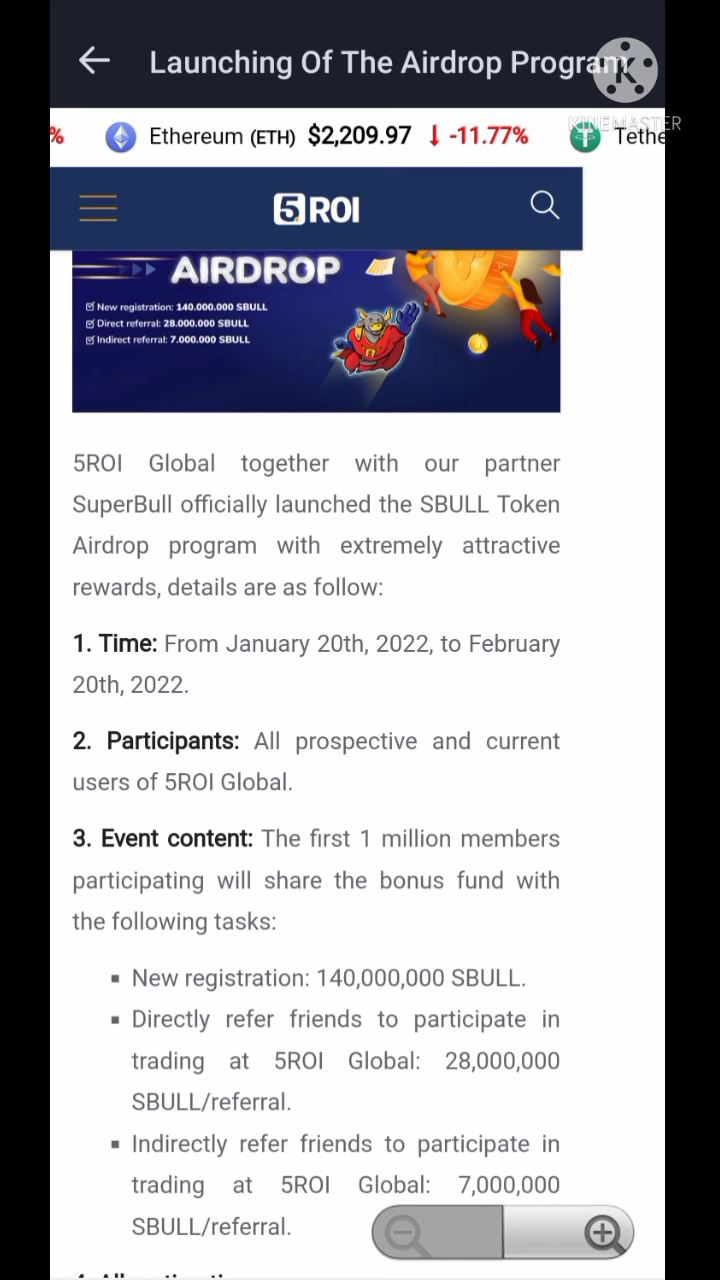 Launching Of The Airdrop Program
K
KINEMASTER
%
Ethereum (ETH) $2,209.97 ↓ -11.77%
Tethe
5 ROI
AIRDROP
New registration: 140.000.000 SBULL
Direct referral: 28.000.000 SBULL
Indirect referral: 7.000.000 SBULL
5ROI Global together with our partner
SuperBull officially launched the SBULL Token
Airdrop program with extremely attractive
rewards, details are as follow:
1. Time: From January 20th, 2022, to February
20th, 2022.
2. Participants: All prospective and current
users of 5ROI Global.
3. Event content: The first 1 million members
participating will share the bonus fund with
the following tasks:
▪ New registration: 140,000,000 SBULL.
▪ Directly refer friends to participate in
trading at 5ROI Global: 28,000,000
SBULL/referral.
▪ Indirectly refer friends to participate in
trading at 5ROI Global: 7,000,000
SBULL/referral.